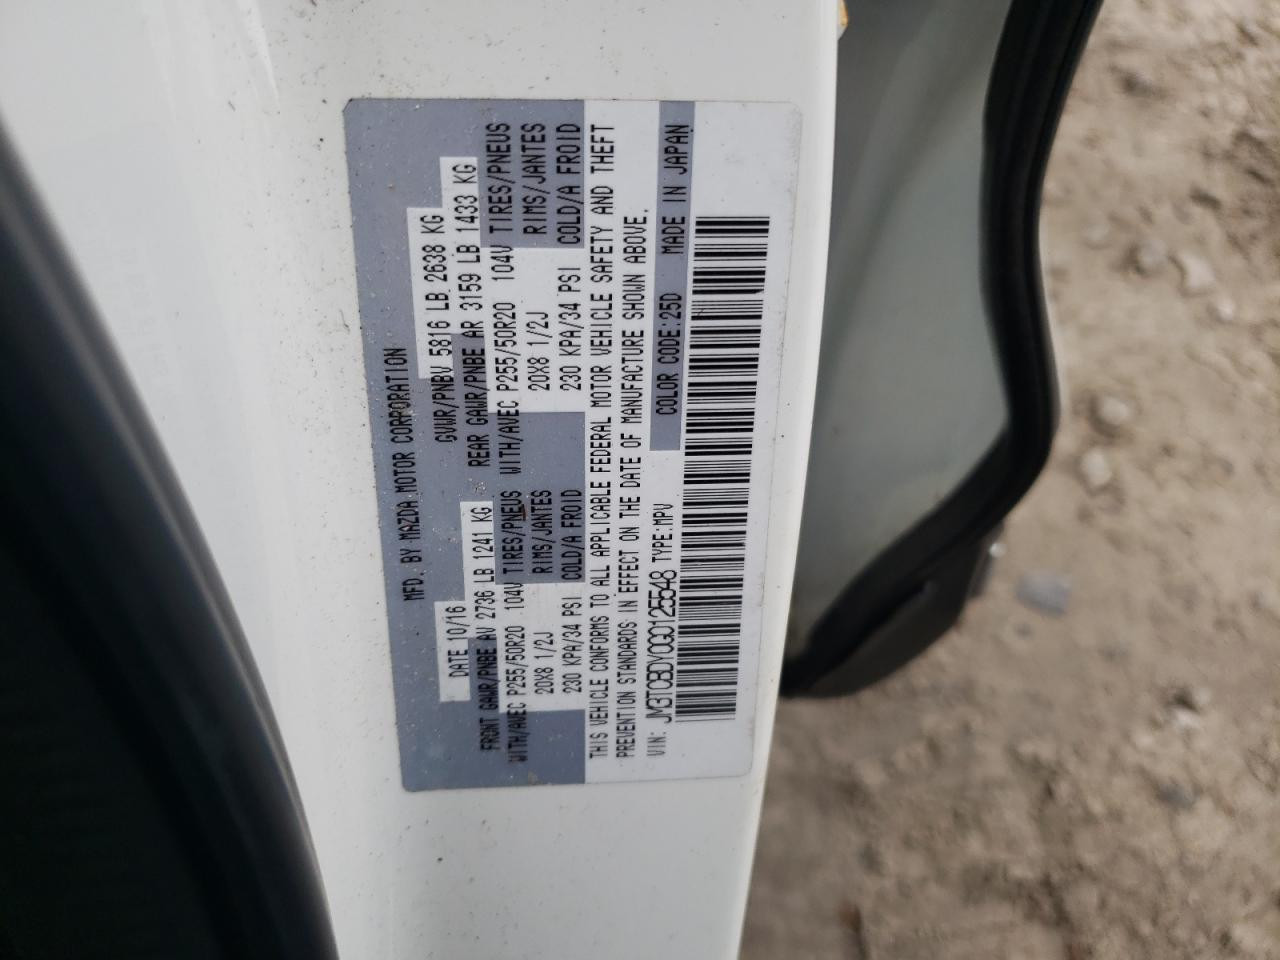 MFD. BY MAZDA MOTOR CORPORATION
DATE 10/16 GVWR/PNBV 5816 LB 2638 KG
FRONT GAWR/PNBE AV 2736 LB 1241 KG REAR GAWR/PNBE AR 3159 LB 1433 KG
WITH/AVEC P255/50R20 104V TIRES/PNEUS WITH/AVEC P255/50R20 104V TIRES/PNEUS
20X8 1/2J RIMS/JANTES 20X8 1/2J RIMS/JANTES
230 KPA/34 PSI COLD/A FROID 230 KPA/34 PSI COLD/A FROID
THIS VEHICLE CONFORMS TO ALL APPLICABLE FEDERAL MOTOR VEHICLE SAFETY AND THEFT
PREVENTION STANDARDS IN EFFECT ON THE DATE OF MANUFACTURE SHOWN ABOVE.
VIN: JM3TCBDY0G0125548 TYPE:MPV COLOR CODE:25D MADE IN JAPAN